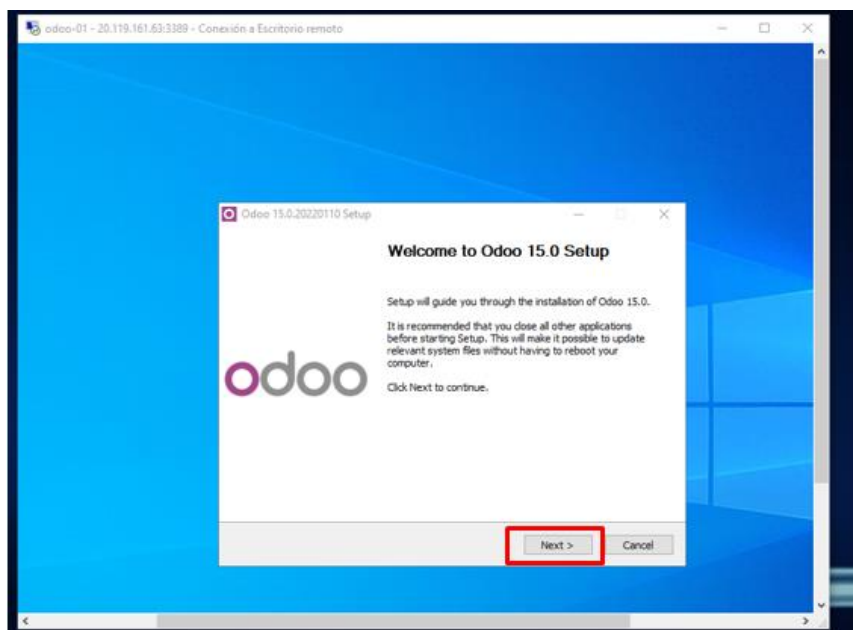 odoo-01 - 20.119.161.63:3389 - Conexión a Escritorio remoto
Odoo 15.0.20220110 Setup
Welcome to Odoo 15.0 Setup
Setup will guide you through the installation of Odoo 15.0.
It is recommended that you close all other applications
before starting Setup. This will make it possible to update
relevant system files without having to reboot your
computer.
odoo
Click Next to continue.
Next >
Cancel